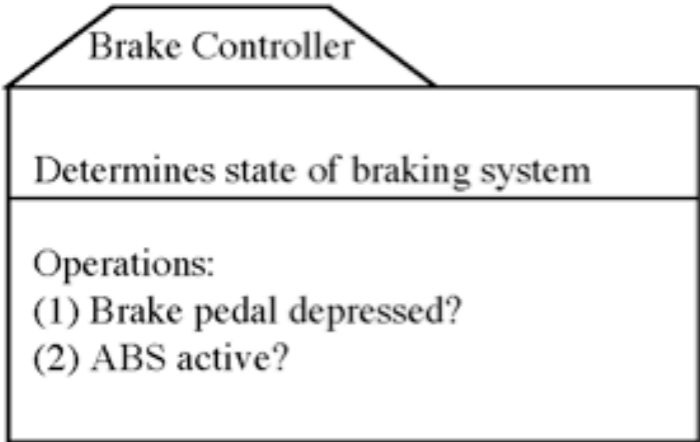 Brake Controller
Determines state of braking system
Operations:
(1) Brake pedal depressed?
(2) ABS active?